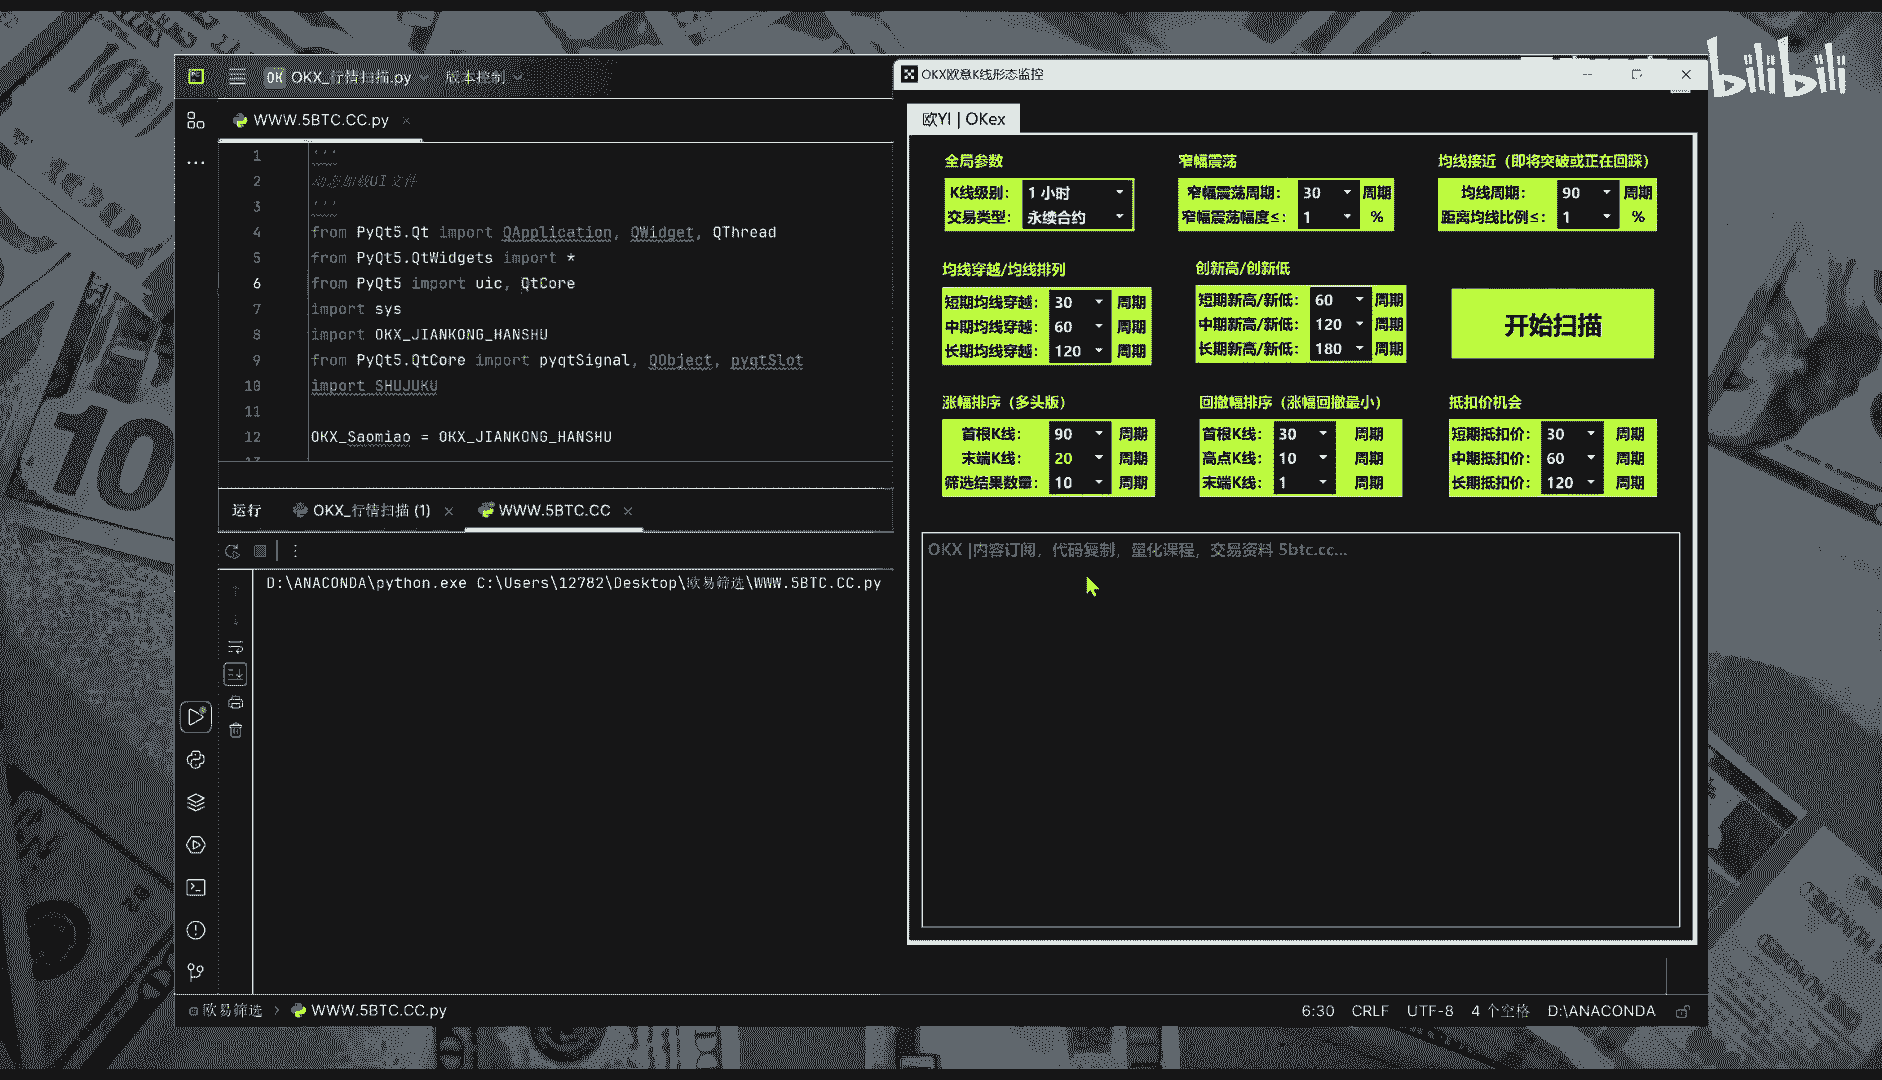 bilibili
OK OKX_行情扫描.py 版本控制
WWW.5BTC.CC.py
1 '''
2 动态加载UI文件
3 '''
4 from PyQt5.Qt import QApplication, QWidget, QThread
5 from PyQt5.QtWidgets import *
6 from PyQt5 import uic, QtCore
7 import sys
8 import OKX_JIANKONG_HANSHU
9 from PyQt5.QtCore import pyqtSignal, QObject, pyqtSlot
10 import SHUJUKU
11
12 OKX_Saomiao = OKX_JIANKONG_HANSHU
运行 OKX_行情扫描 (1) WWW.5BTC.CC
D:\ANACONDA\python.exe C:\Users\12782\Desktop\欧易筛选\WWW.5BTC.CC.py
欧易筛选 > WWW.5BTC.CC.py
6:30 CRLF UTF-8 4 个空格 D:\ANACONDA
OKX欧意K线形态监控
欧YI | OKex
全局参数
K线级别: 1 小时
交易类型: 永续合约
窄幅震荡
窄幅震荡周期: 30 周期
窄幅震荡幅度≤: 1 %
均线接近（即将突破或正在回踩）
均线周期: 90 周期
距离均线比例≤: 1 %
均线穿越/均线排列
短期均线穿越: 30 周期
中期均线穿越: 60 周期
长期均线穿越: 120 周期
创新高/创新低
短期新高/新低: 60 周期
中期新高/新低: 120 周期
长期新高/新低: 180 周期
开始扫描
涨幅排序（多头版）
首根K线: 90 周期
末端K线: 20 周期
筛选结果数量: 10 周期
回撤幅排序（涨幅回撤最小）
首根K线: 30 周期
高点K线: 10 周期
末端K线: 1 周期
抵扣价机会
短期抵扣价: 30 周期
中期抵扣价: 60 周期
长期抵扣价: 120 周期
OKX |内容订阅，代码复制，量化课程，交易资料 5btc.cc...